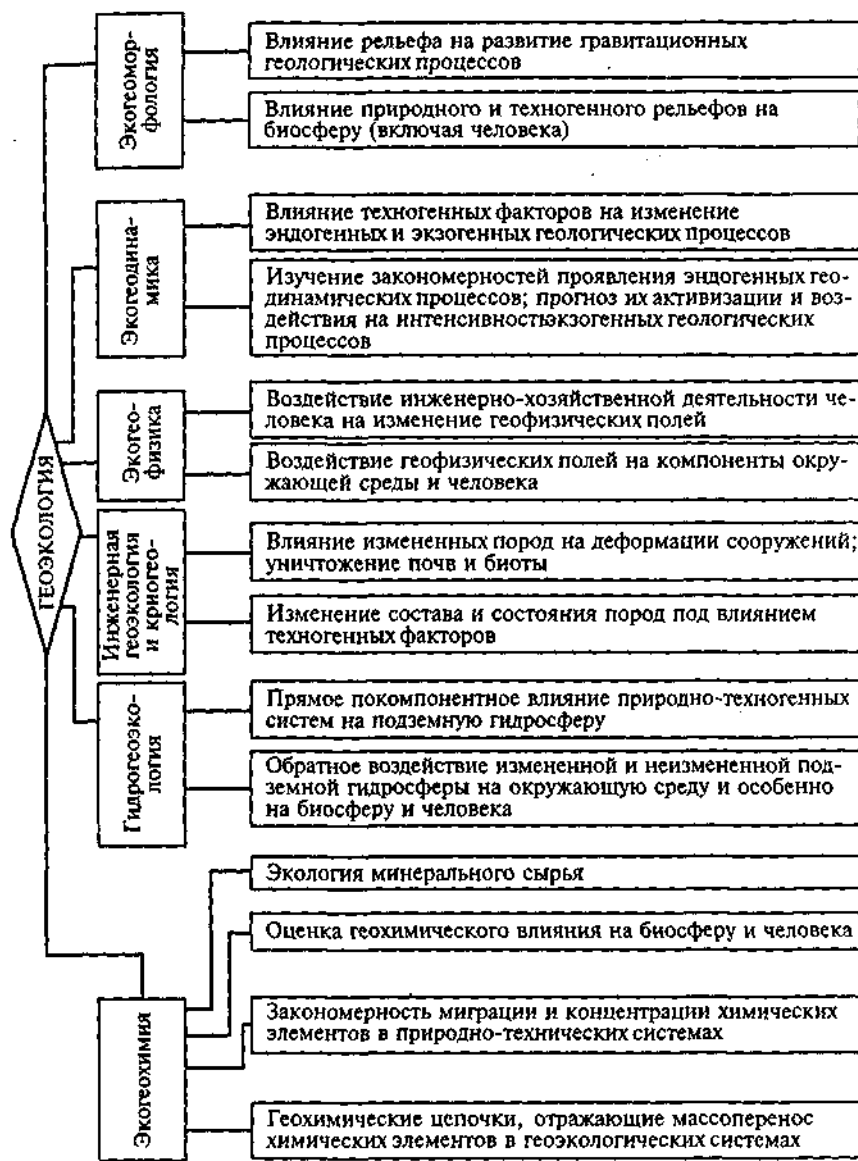 ГЕОЭКОЛОГИЯ
Экогеомор-
фология
Влияние рельефа на развитие гравитационных
геологических процессов
Влияние природного и техногенного рельефов на
биосферу (включая человека)
Экогеодина-
мика
Влияние техногенных факторов на изменение
эндогенных и экзогенных геологических процессов
Изучение закономерностей проявления эндогенных гео-
динамических процессов; прогноз их активизации и воз-
действия на интенсивностьэкзогенных геологических
процессов
Экогео-
физика
Воздействие инженерно-хозяйственной деятельности че-
ловека на изменение геофизических полей
Воздействие геофизических полей на компоненты окру-
жающей среды и человека
Инженерная
геоэкология
и криогео-
логия
Влияние измененных пород на деформации сооружений;
уничтожение почв и биоты
Изменение состава и состояния пород под влиянием
техногенных факторов
Гидрогеоэко-
логия
Прямое покомпонентное влияние природно-техногенных
систем на подземную гидросферу
Обратное воздействие измененной и неизмененной под-
земной гидросферы на окружающую среду и особенно
на биосферу и человека
Экогеохимия
Экология минерального сырья
Оценка геохимического влияния на биосферу и человека
Закономерность миграции и концентрации химических
элементов в природно-технических системах
Геохимические цепочки, отражающие массоперенос
химических элементов в геоэкологических системах